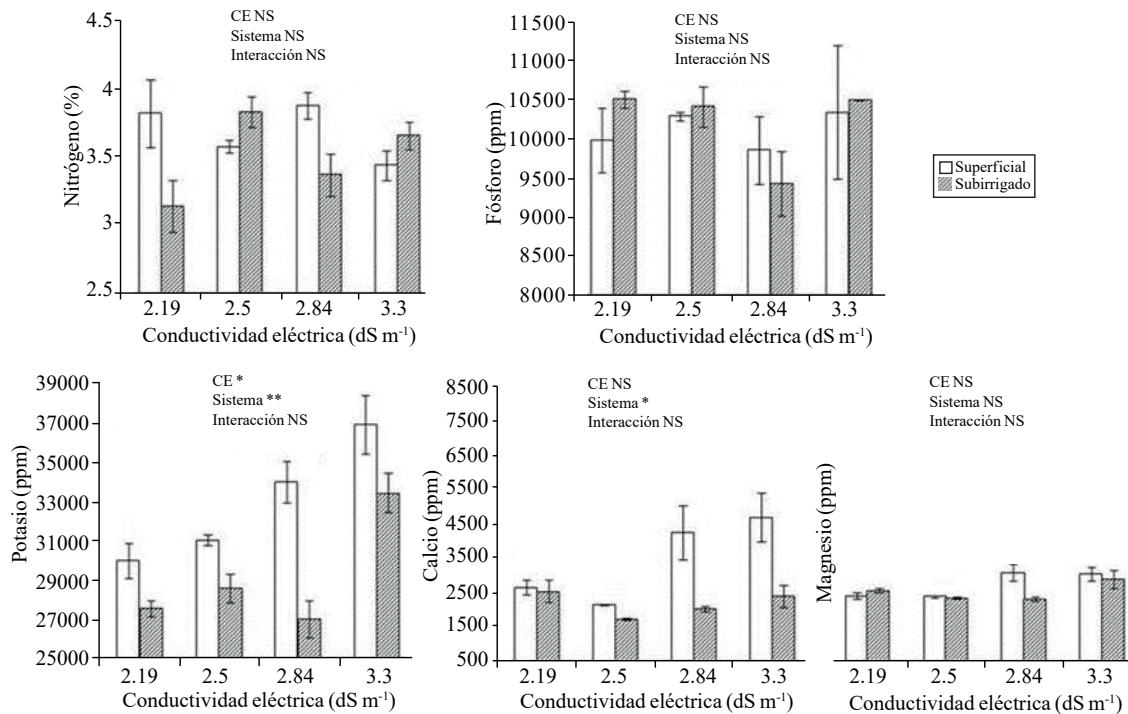 CE NS
Sistema NS
Interacción NS
Nitrógeno (%)
4.5
4
3.5
3
2.5
2.19 2.5 2.84 3.3
Conductividad eléctrica (dS m-1)
CE NS
Sistema NS
Interacción NS
Fósforo (ppm)
11500
11000
10500
10000
9500
9000
8500
8000
2.19 2.5 2.84 3.3
Conductividad eléctrica (dS m-1)
Superficial
Subirrigado
CE *
Sistema **
Interacción NS
Potasio (ppm)
39000
37000
35000
33000
31000
29000
27000
25000
2.19 2.5 2.84 3.3
Conductividad eléctrica (dS m-1)
CE NS
Sistema *
Interacción NS
Calcio (ppm)
8500
7500
6500
5500
4500
3500
2500
1500
500
2.19 2.5 2.84 3.3
Conductividad eléctrica (dS m-1)
CE NS
Sistema NS
Interacción NS
Magnesio (ppm)
2.19 2.5 2.84 3.3
Conductividad eléctrica (dS m-1)